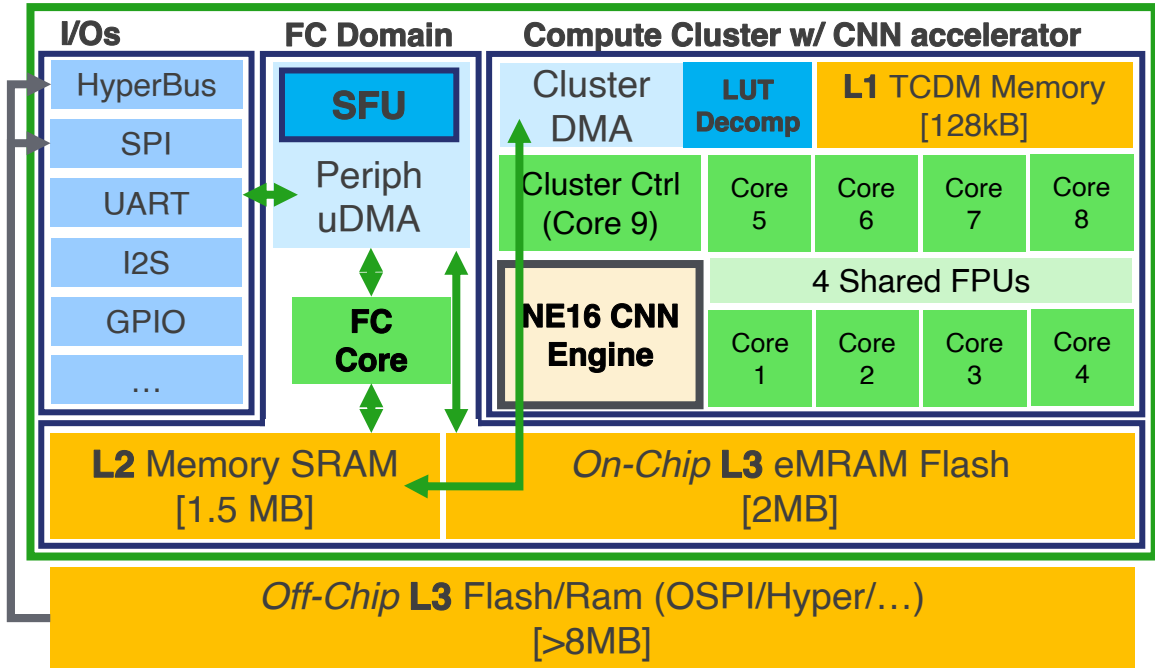 I/Os
FC Domain
Compute Cluster w/ CNN accelerator
HyperBus
SPI
UART
I2S
GPIO
...
SFU
Periph
uDMA
FC
Core
Cluster
DMA
LUT
Decomp
L1 TCDM Memory
[128kB]
Cluster Ctrl
(Core 9)
Core
5
Core
6
Core
7
Core
8
NE16 CNN
Engine
4 Shared FPUs
Core
1
Core
2
Core
3
Core
4
L2 Memory SRAM
[1.5 MB]
On-Chip L3 eMRAM Flash
[2MB]
Off-Chip L3 Flash/Ram (OSPI/Hyper/...)
[>8MB]